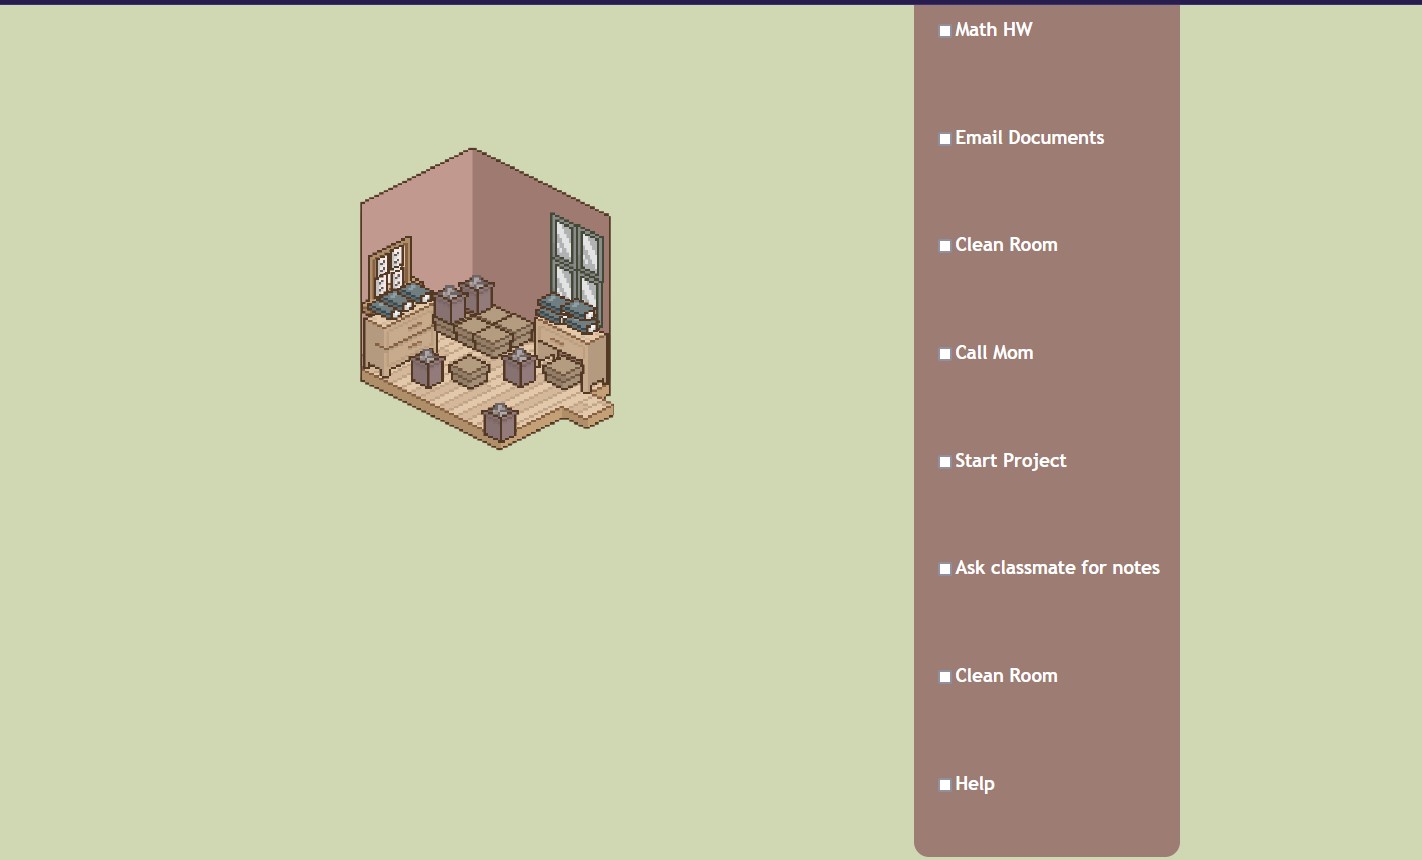 Math HW
Email Documents
Clean Room
Call Mom
Start Project
Ask classmate for notes
Clean Room
Help